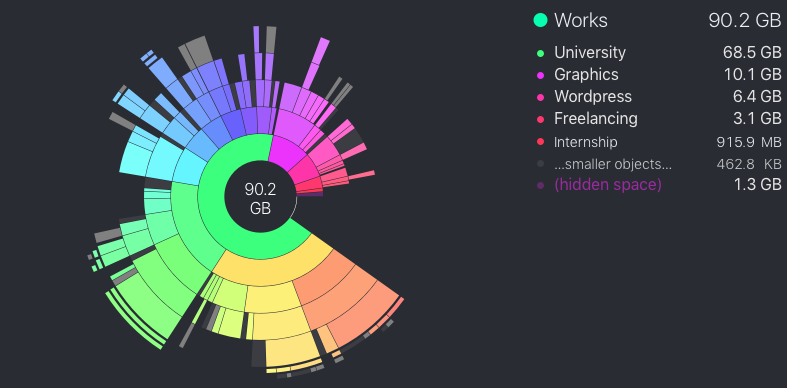 Works 90.2 GB
University 68.5 GB
Graphics 10.1 GB
Wordpress 6.4 GB
Freelancing 3.1 GB
Internship 915.9 MB
...smaller objects... 462.8 KB
(hidden space) 1.3 GB
90.2
GB